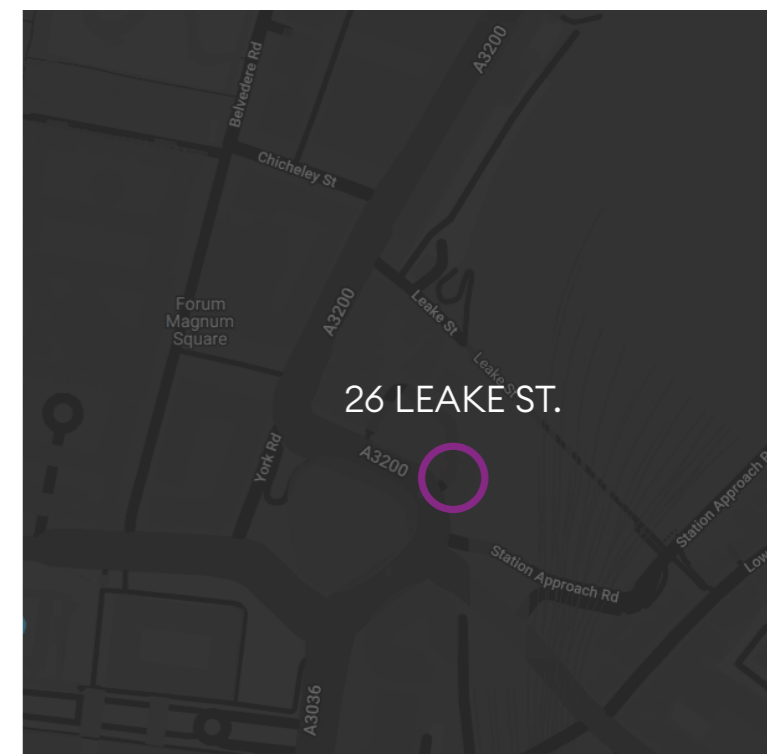 A3200
Belvedere Rd
Chicheley St
A3200
Forum
Magnum
Square
Leake St
Leake St
26 LEAKE ST.
York Rd
A3200
Station Approach R
Station Approach Rd
Low
A3036